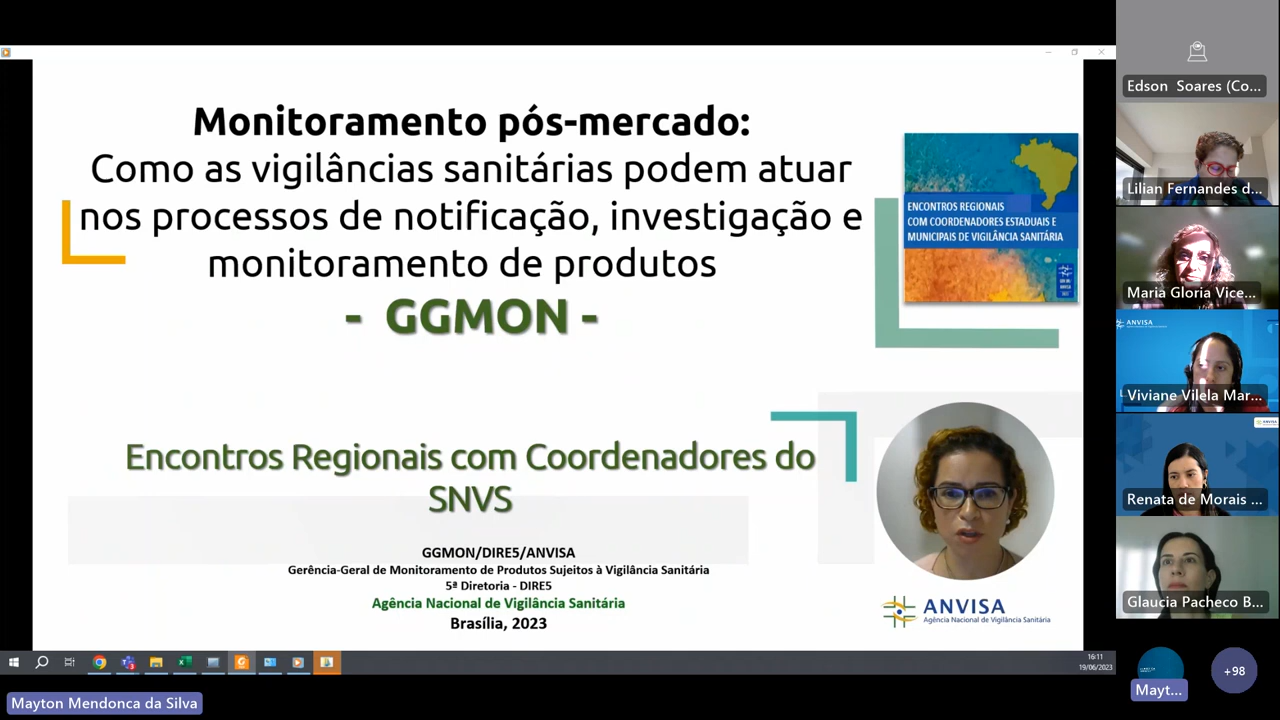 Monitoramento pós-mercado:
Como as vigilâncias sanitárias podem atuar
nos processos de notificação, investigação e
monitoramento de produtos
- GGMON -
ENCONTROS REGIONAIS
COM COORDENADORES ESTADUAIS E
MUNICIPAIS DE VIGILÂNCIA SANITÁRIA
Encontros Regionais com Coordenadores do
SNVS
GGMON/DIRE5/ANVISA
Gerência-Geral de Monitoramento de Produtos Sujeitos à Vigilância Sanitária
5ª Diretoria - DIRE5
Agência Nacional de Vigilância Sanitária
Brasília, 2023
ANVISA
Agência Nacional de Vigilância Sanitária
Edson Soares (Co...
Lilian Fernandes d...
Maria Gloria Vice...
ANVISA
Viviane Vilela Mar...
Renata de Morais ...
Glaucia Pacheco B...
Mayt...
+98
16:11
19/06/2023
Mayton Mendonca da Silva